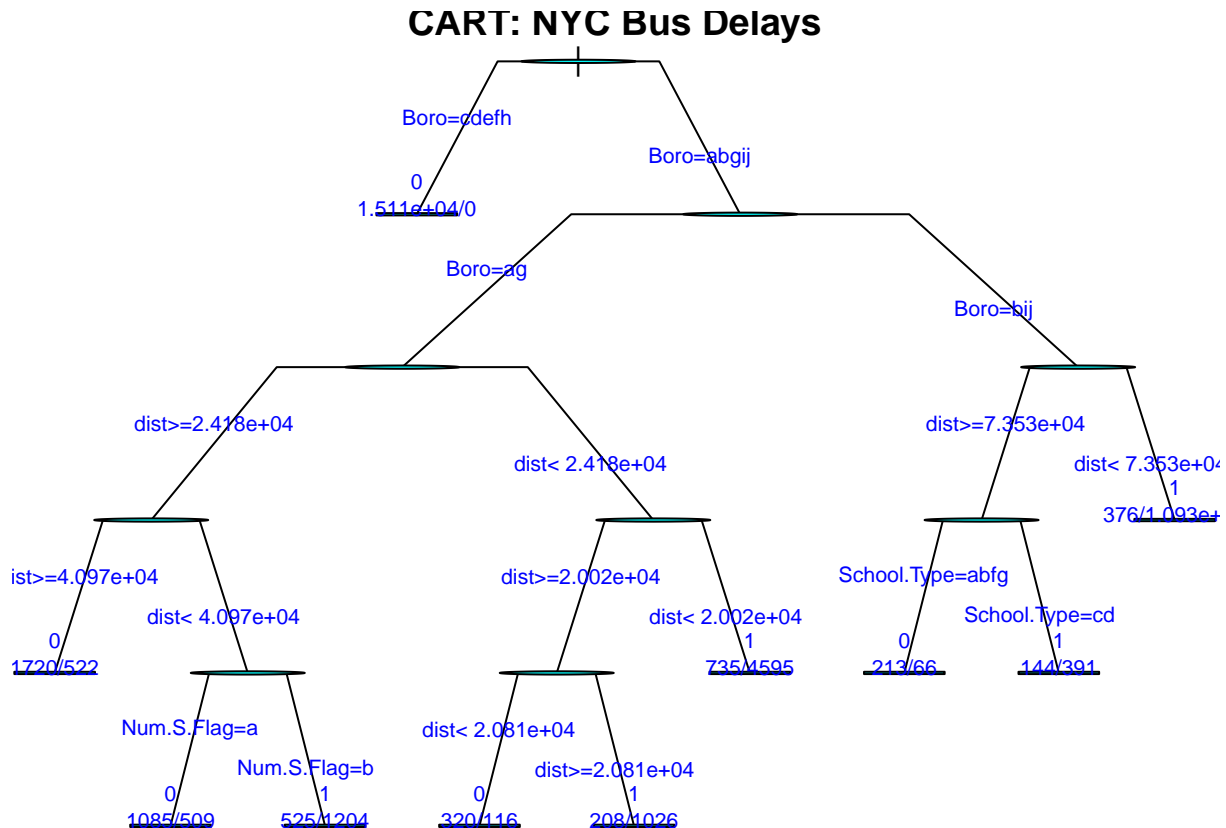 CART: NYC Bus Delays
Boro=cdefh
Boro=abgij
0
1.511e+04/0
Boro=ag
Boro=bij
dist>=2.418e+04
dist< 2.418e+04
dist>=7.353e+04
dist< 7.353e+04
1
376/1.093e+
ist>=4.097e+04
dist< 4.097e+04
dist>=2.002e+04
dist< 2.002e+04
School.Type=abfg
School.Type=cd
0
1720/522
1
735/4595
0
213/66
1
144/391
Num.S.Flag=a
Num.S.Flag=b
dist< 2.081e+04
dist>=2.081e+04
0
1085/509
1
525/1204
0
320/116
1
208/1026